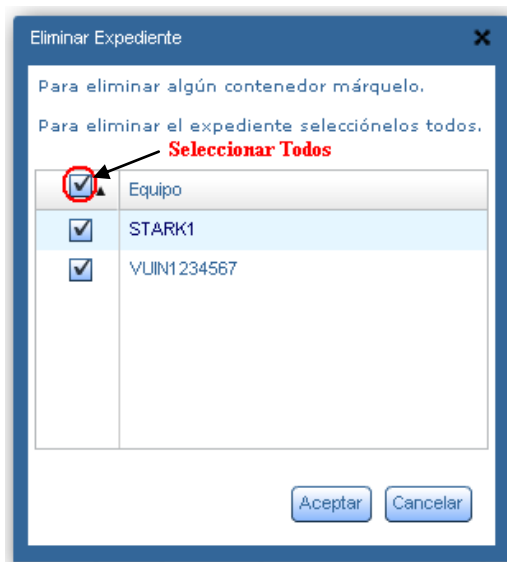 Eliminar Expediente
Para eliminar algún contenedor márquelo.
Para eliminar el expediente selecciónelos todos.
Seleccionar Todos
Equipo
STARK1
VUIN1234567
Aceptar Cancelar